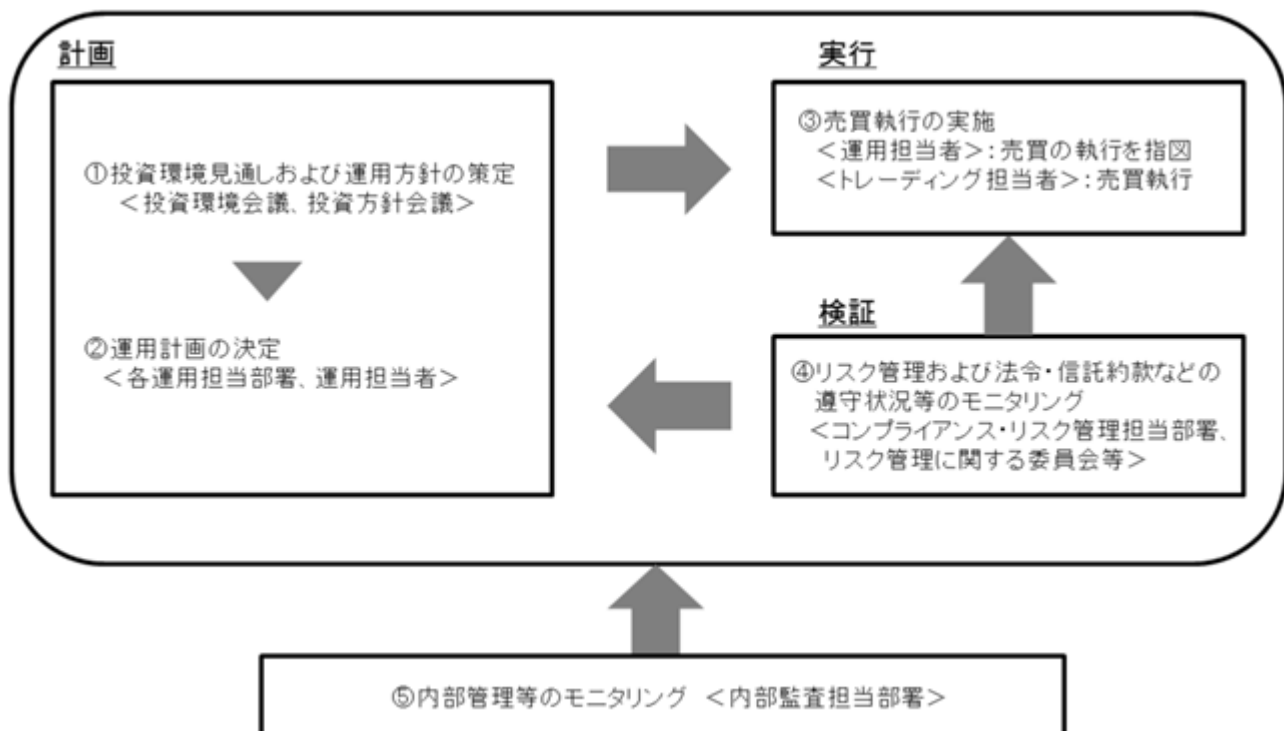 計画
①投資環境見通しおよび運用方針の策定
<投資環境会議、投資方針会議>
②運用計画の決定
<各運用担当部署、運用担当者>
実行
③売買執行の実施
<運用担当者>:売買の執行を指図
<トレーディング担当者>:売買執行
検証
④リスク管理および法令・信託約款などの
遵守状況等のモニタリング
<コンプライアンス・リスク管理担当部署、
リスク管理に関する委員会等>
⑤内部管理等のモニタリング <内部監査担当部署>